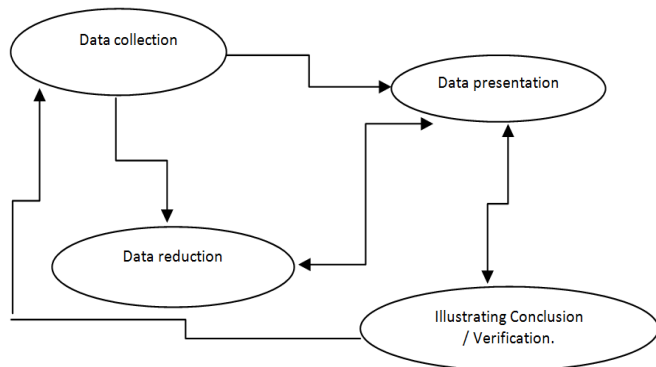 Data collection
Data presentation
Data reduction
Illustrating Conclusion
/ Verification.